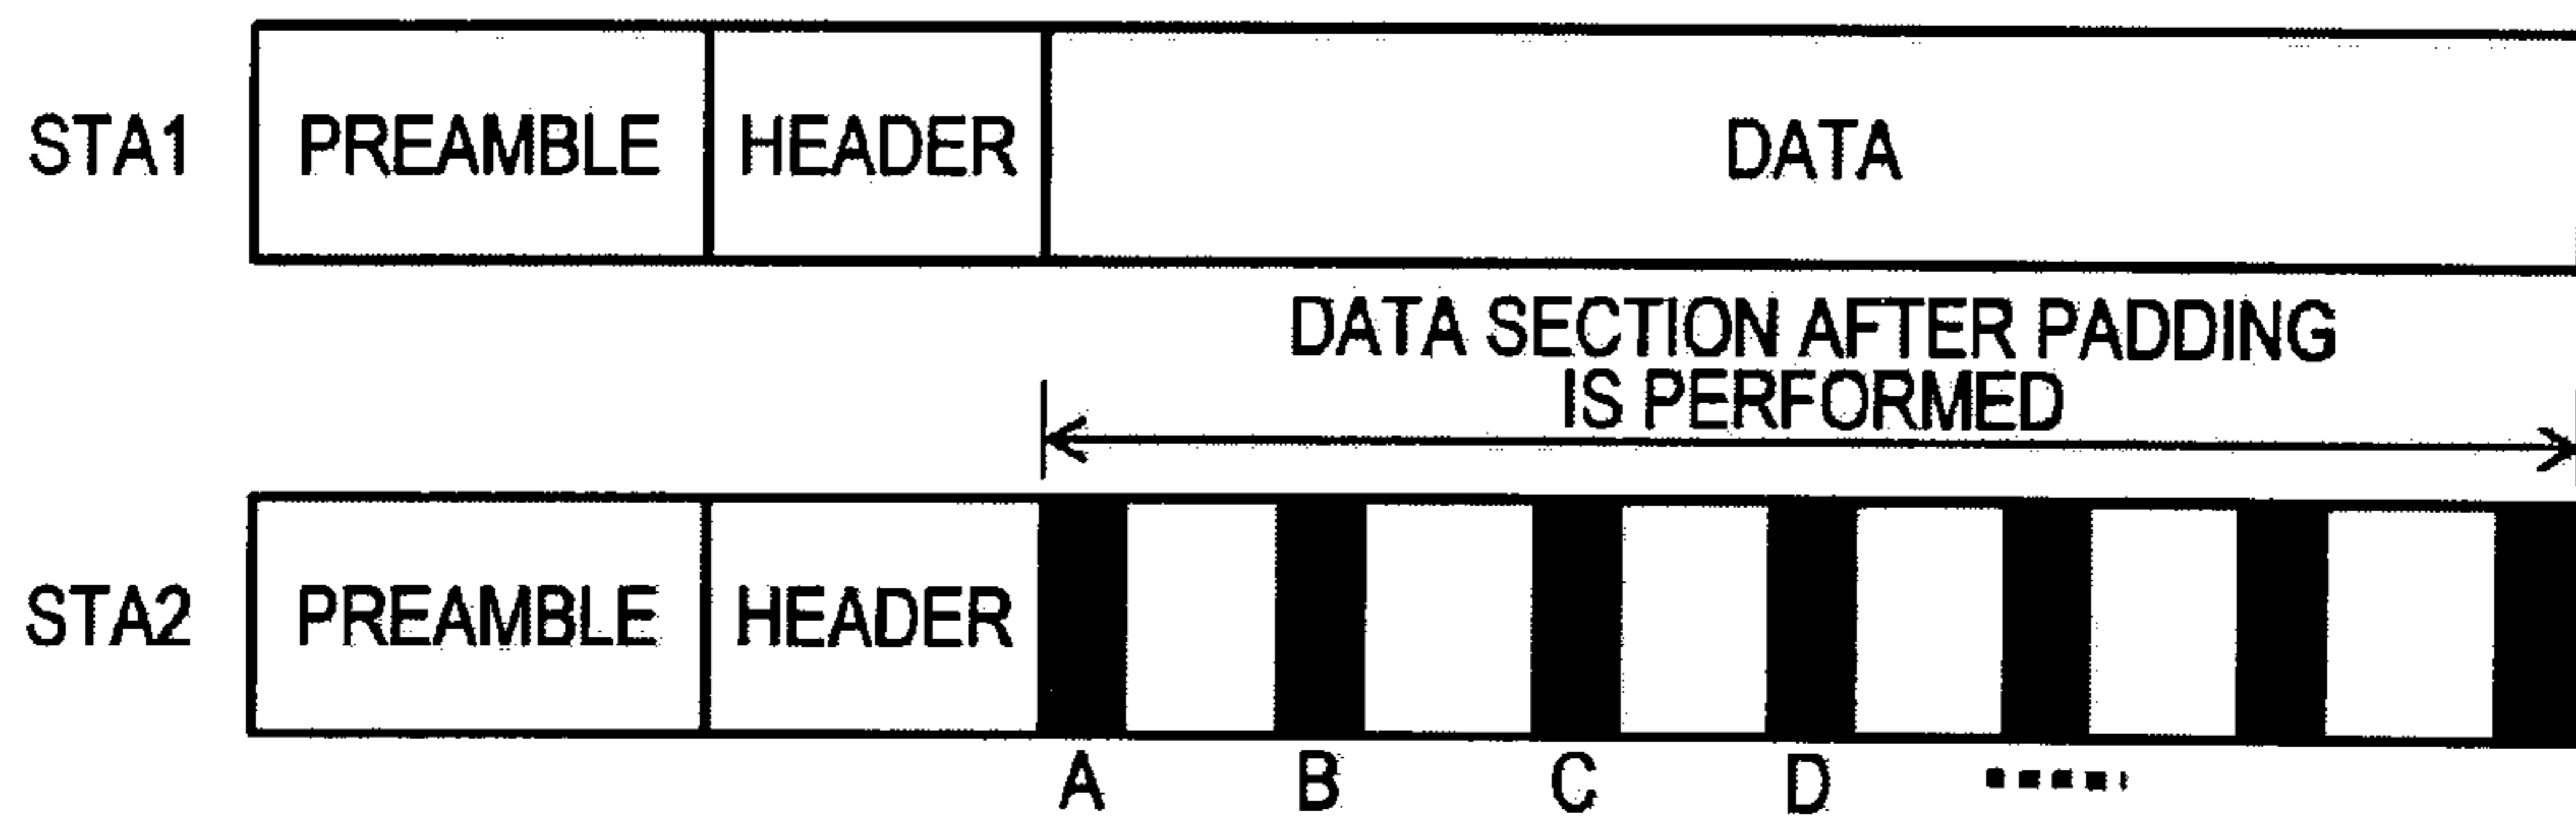 STA1 PREAMBLE HEADER DATA
DATA SECTION AFTER PADDING
IS PERFORMED
STA2 PREAMBLE HEADER
A B C D